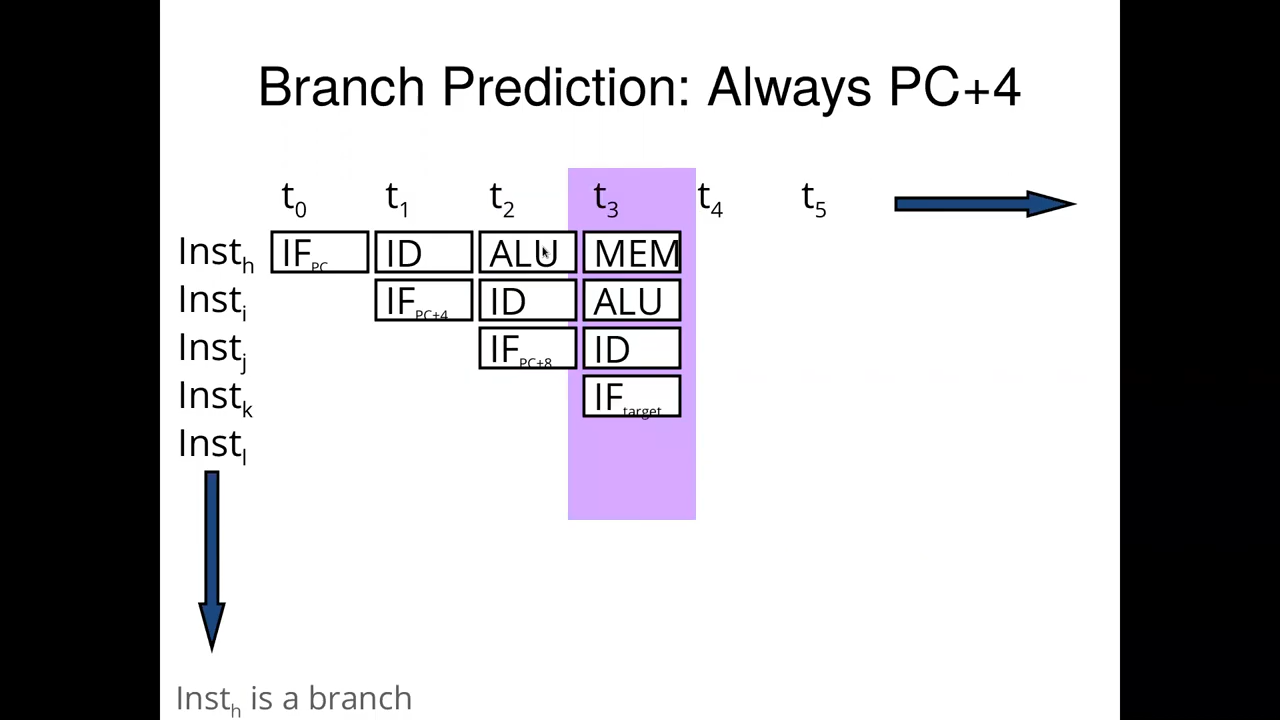 Branch Prediction: Always PC+4
t0 t1 t2 t3 t4 t5
Insth IFPC ID ALU MEM
Insti IFPC+4 ID ALU
Instj IFPC+8 ID
Instk IFtarget
Instl
Insth is a branch